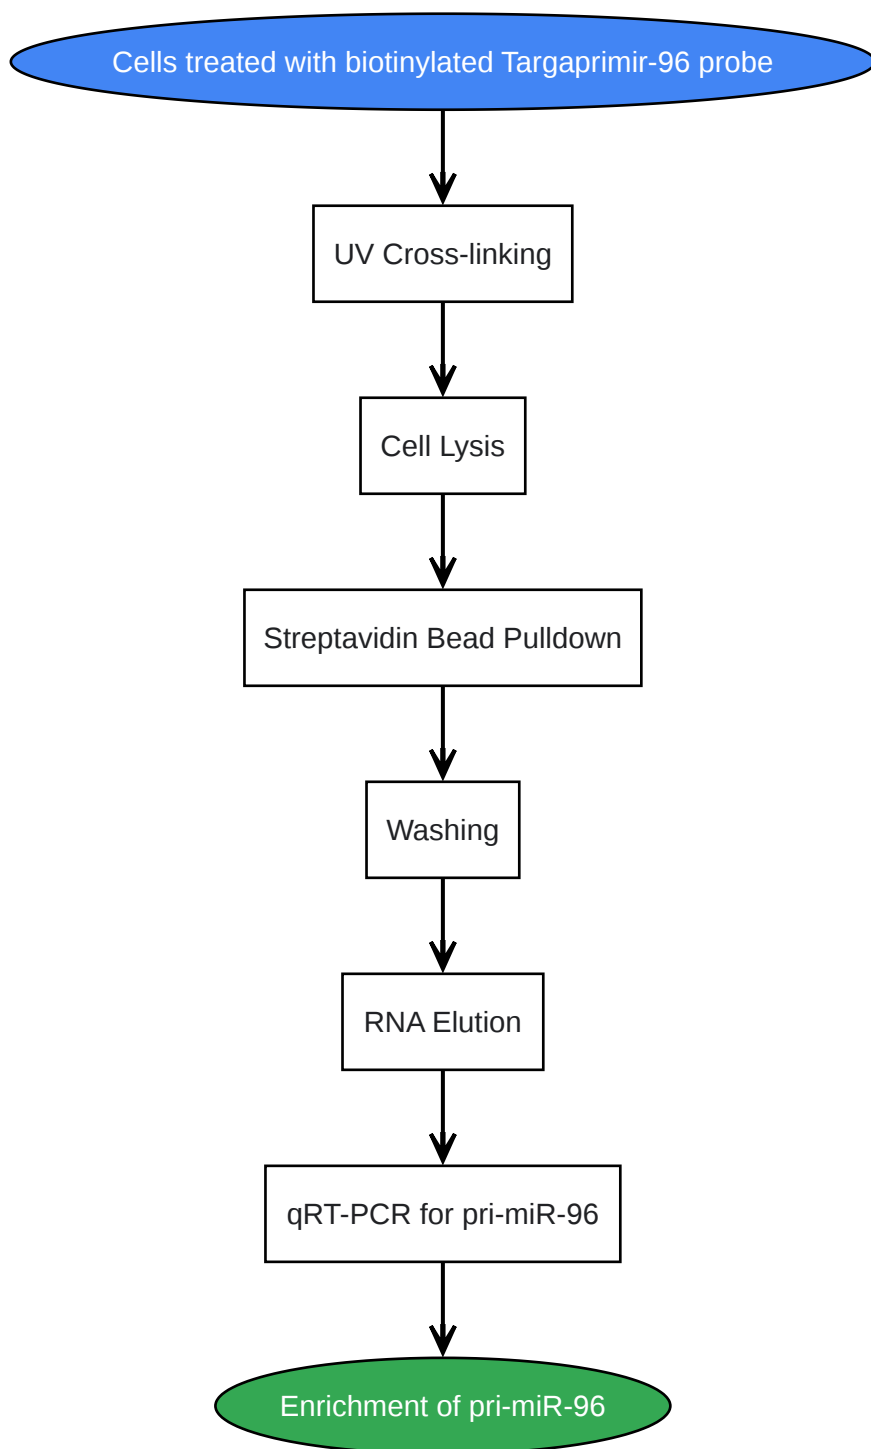 Cells treated with biotinylated Targaprimir-96 probe
UV Cross-linking
Cell Lysis
Streptavidin Bead Pulldown
Washing
RNA Elution
qRT-PCR for pri-miR-96
Enrichment of pri-miR-96